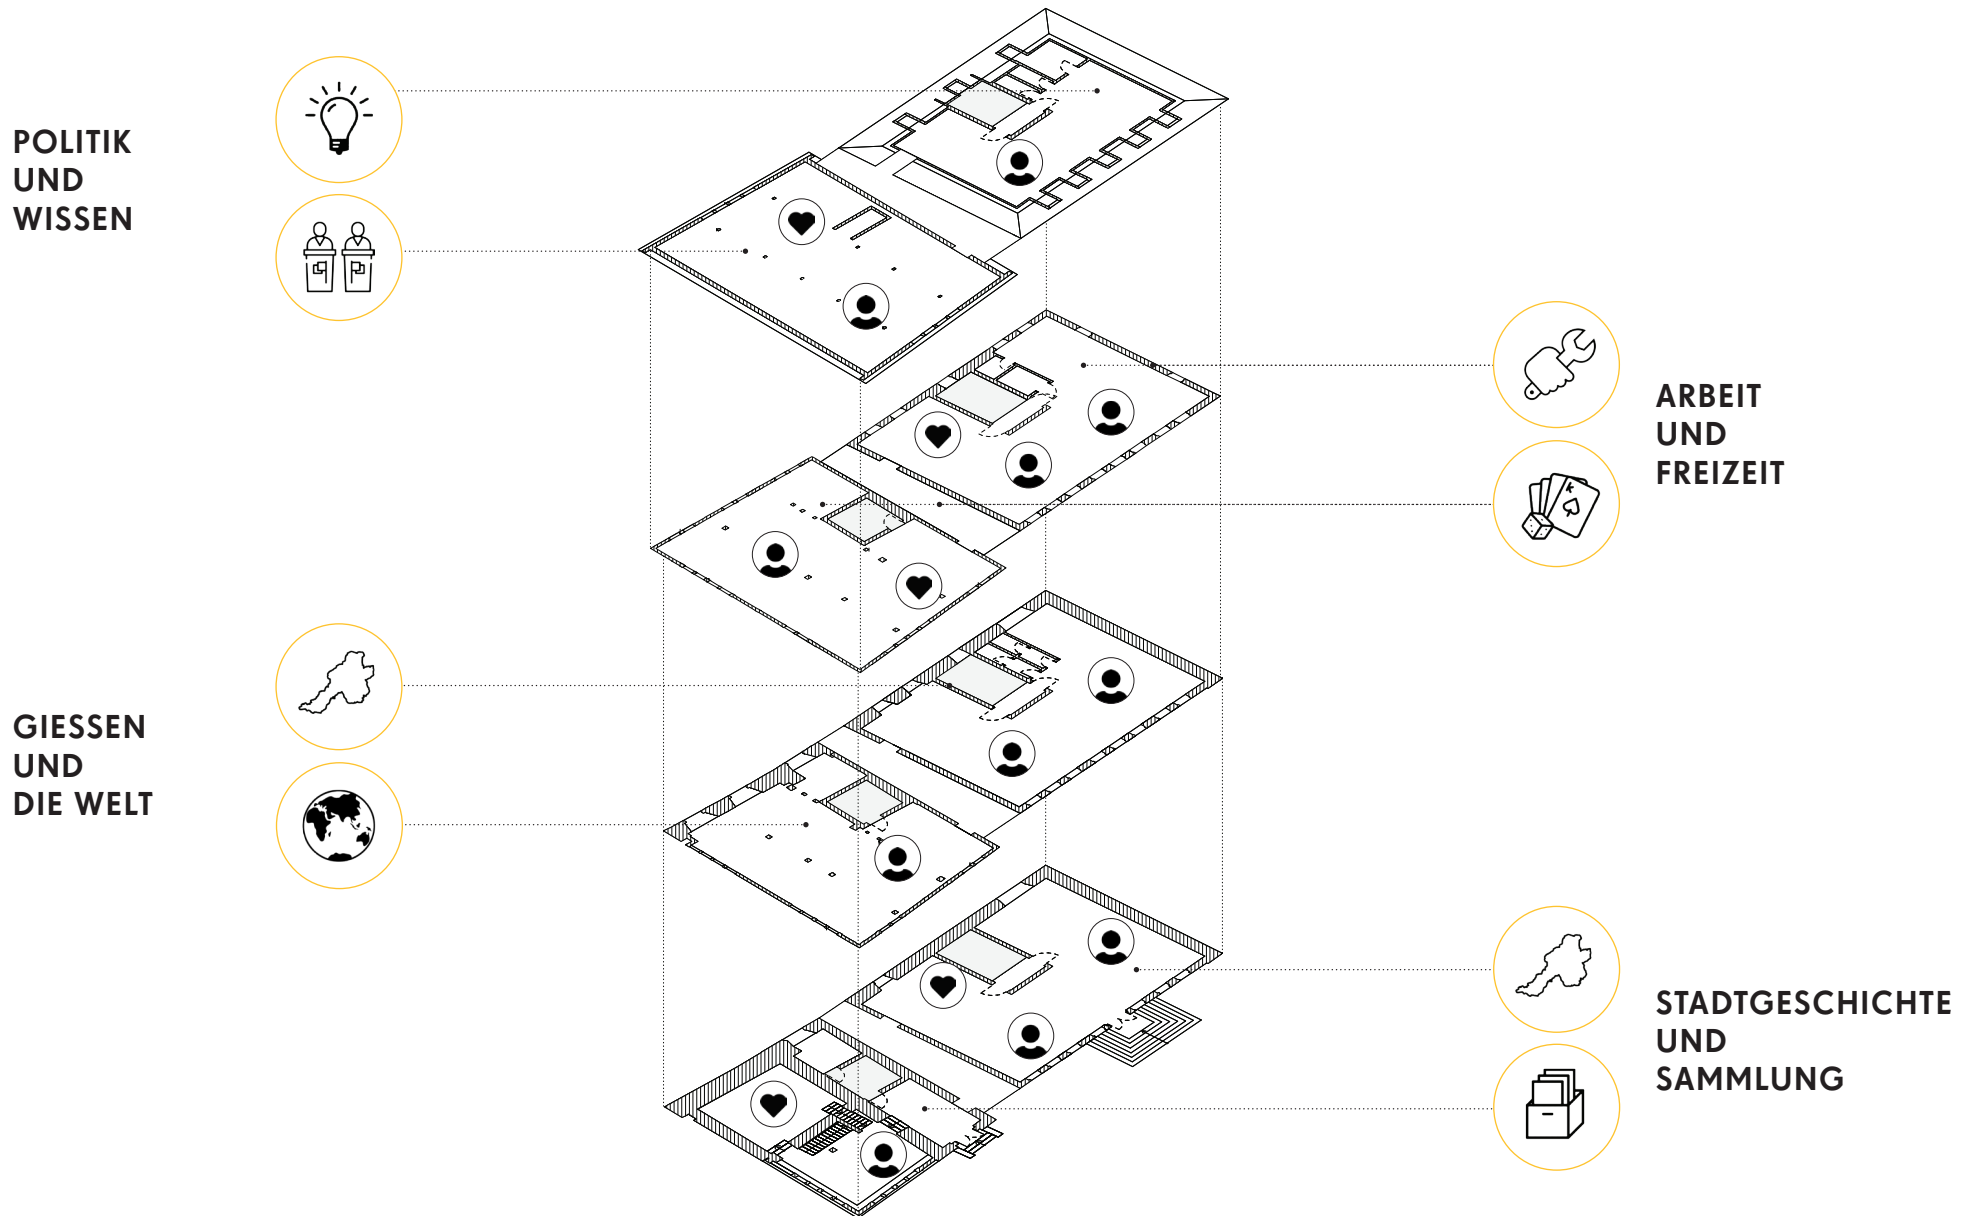 POLITIK
UND
WISSEN
ARBEIT
UND
FREIZEIT
K
GIESSEN
UND
DIE WELT
STADTGESCHICHTE
UND
SAMMLUNG